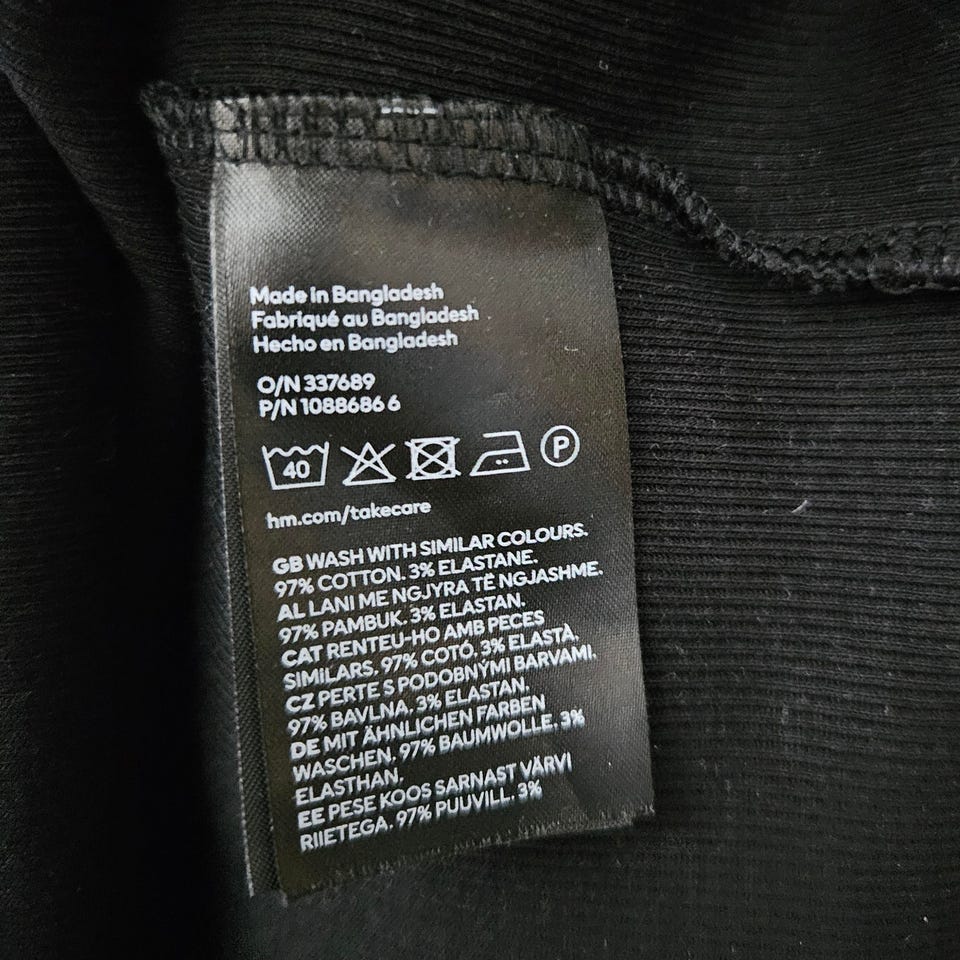 Made in Bangladesh
Fabriqué au Bangladesh
Hecho en Bangladesh
O/N 337689
P/N 1088686 6
40 P
hm.com/takecare
GB WASH WITH SIMILAR COLOURS.
97% COTTON. 3% ELASTANE.
AL LANI ME NGJYRA TË NGJASHME.
97% PAMBUK. 3% ELASTAN.
CAT RENTEU-HO AMB PECES
SIMILARS. 97% COTÓ. 3% ELASTÀ.
CZ PERTE S PODOBNÝMI BARVAMI.
97% BAVLNA. 3% ELASTAN.
DE MIT ÄHNLICHEN FARBEN
WASCHEN. 97% BAUMWOLLE. 3%
ELASTHAN.
EE PESE KOOS SARNAST VÄRVI
RIIETEGA. 97% PUUVILL. 3%